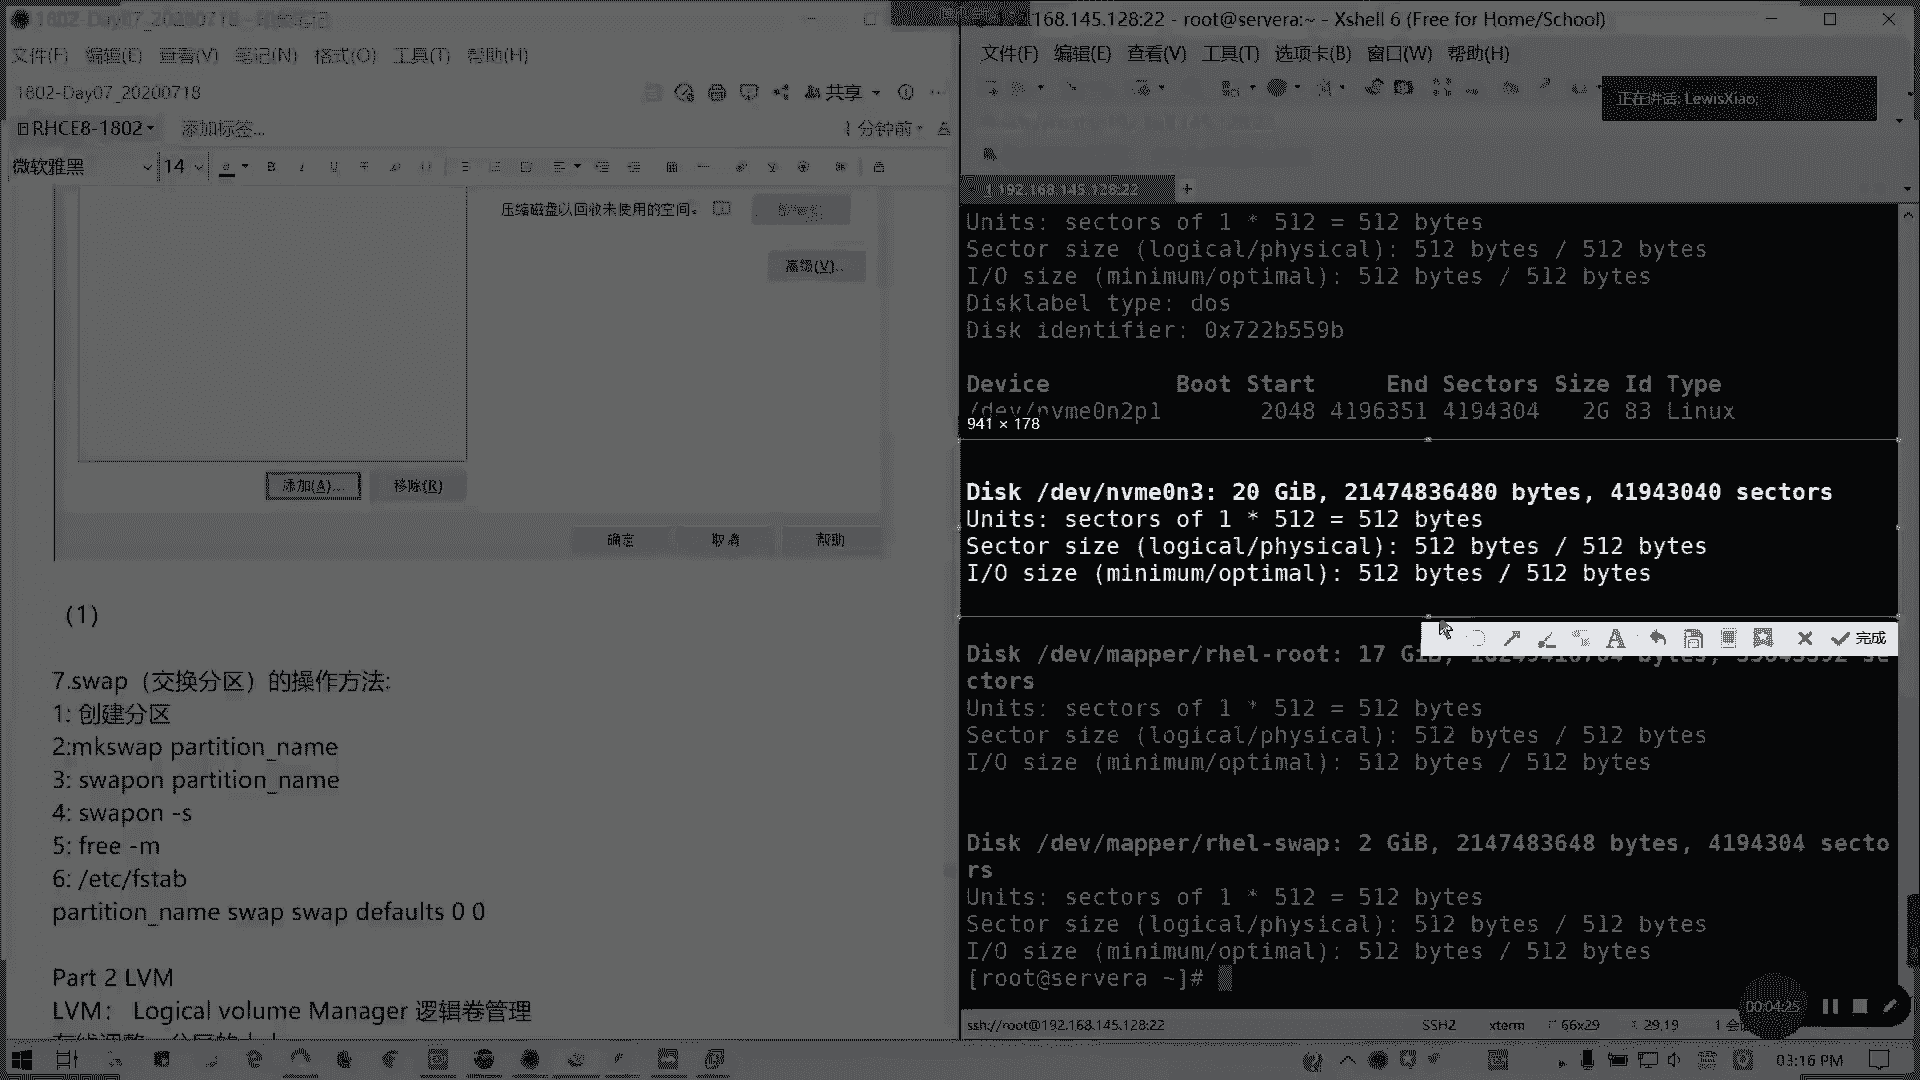 1802-Day07_20200718 -
文件(F) 编辑(E) 查看(V) 笔记(N) 格式(O) 工具(T) 帮助(H)
1802-Day07_20200718
共享
RHCE8-1802
添加标签...
1 分钟前
微软雅黑
14
压缩磁盘以回收未使用的空间。
高级(V)...
添加(A)...
移除(R)
确定
取消
帮助
(1)
7.swap（交换分区）的操作方法:
1: 创建分区
2:mkswap partition_name
3: swapon partition_name
4: swapon -s
5: free -m
6: /etc/fstab
partition_name swap swap defaults 0 0
Part 2 LVM
LVM： Logical volume Manager 逻辑卷管理
.168.145.128:22 - root@servera:~ - Xshell 6 (Free for Home/School)
文件(F) 编辑(E) 查看(V) 工具(T) 选项卡(B) 窗口(W) 帮助(H)
正在讲话: LewisXiao;
1 192.168.145.128:22
Units: sectors of 1 * 512 = 512 bytes
Sector size (logical/physical): 512 bytes / 512 bytes
I/O size (minimum/optimal): 512 bytes / 512 bytes
Disklabel type: dos
Disk identifier: 0x722b559b
Device Boot Start End Sectors Size Id Type
/dev/nvme0n2p1 2048 4196351 4194304 2G 83 Linux
941 × 178
Disk /dev/nvme0n3: 20 GiB, 21474836480 bytes, 41943040 sectors
Units: sectors of 1 * 512 = 512 bytes
Sector size (logical/physical): 512 bytes / 512 bytes
I/O size (minimum/optimal): 512 bytes / 512 bytes
完成
Disk /dev/mapper/rhel-root: 17 GiB, bytes, se
ctors
Units: sectors of 1 * 512 = 512 bytes
Sector size (logical/physical): 512 bytes / 512 bytes
I/O size (minimum/optimal): 512 bytes / 512 bytes
Disk /dev/mapper/rhel-swap: 2 GiB, 2147483648 bytes, 4194304 secto
rs
Units: sectors of 1 * 512 = 512 bytes
Sector size (logical/physical): 512 bytes / 512 bytes
I/O size (minimum/optimal): 512 bytes / 512 bytes
[root@servera ~]#
00:04:25
ssh://root@192.168.145.128:22
SSH2
xterm
66x29
29,19
03:16 PM